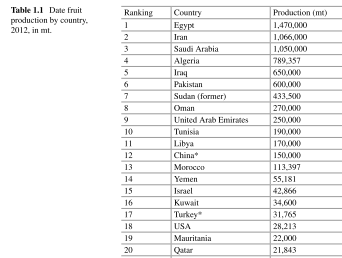 Table 1.1 Date fruit
production by country,
2012, in mt.
Ranking Country Production (mt)
1 Egypt 1,470,000
2 Iran 1,066,000
3 Saudi Arabia 1,050,000
4 Algeria 789,357
5 Iraq 650,000
6 Pakistan 600,000
7 Sudan (former) 433,500
8 Oman 270,000
9 United Arab Emirates 250,000
10 Tunisia 190,000
11 Libya 170,000
12 China* 150,000
13 Morocco 113,397
14 Yemen 55,181
15 Israel 42,866
16 Kuwait 34,600
17 Turkey* 31,765
18 USA 28,213
19 Mauritania 22,000
20 Qatar 21,843